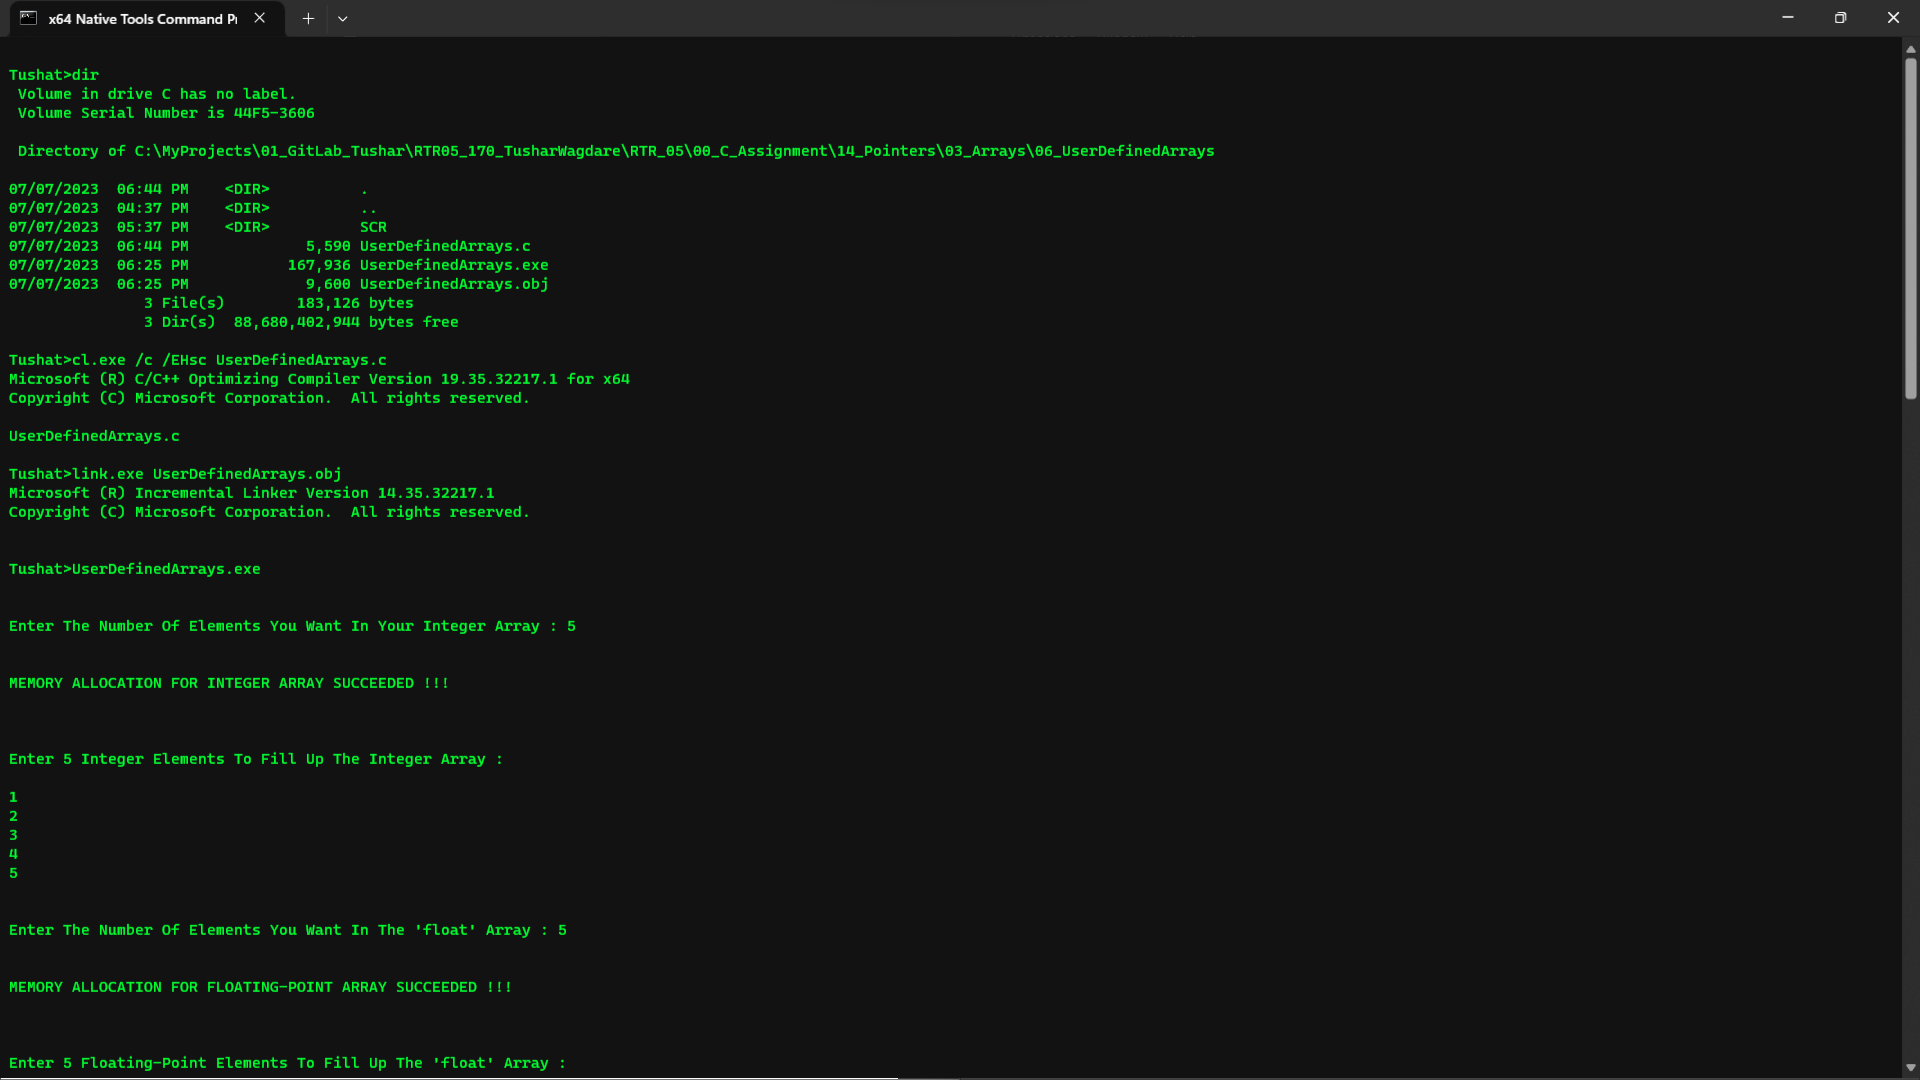 x64 Native Tools Command P
Tushat>dir
 Volume in drive C has no label.
 Volume Serial Number is 44F5-3606
 Directory of C:\MyProjects\01_GitLab_Tushar\RTR05_170_TusharWagdare\RTR_05\00_C_Assignment\14_Pointers\03_Arrays\06_UserDefinedArrays
07/07/2023  06:44 PM    <DIR>          .
07/07/2023  04:37 PM    <DIR>          ..
07/07/2023  05:37 PM    <DIR>          SCR
07/07/2023  06:44 PM             5,590 UserDefinedArrays.c
07/07/2023  06:25 PM           167,936 UserDefinedArrays.exe
07/07/2023  06:25 PM             9,600 UserDefinedArrays.obj
               3 File(s)        183,126 bytes
               3 Dir(s)  88,680,402,944 bytes free
Tushat>cl.exe /c /EHsc UserDefinedArrays.c
Microsoft (R) C/C++ Optimizing Compiler Version 19.35.32217.1 for x64
Copyright (C) Microsoft Corporation.  All rights reserved.
UserDefinedArrays.c
Tushat>link.exe UserDefinedArrays.obj
Microsoft (R) Incremental Linker Version 14.35.32217.1
Copyright (C) Microsoft Corporation.  All rights reserved.
Tushat>UserDefinedArrays.exe
Enter The Number Of Elements You Want In Your Integer Array : 5
MEMORY ALLOCATION FOR INTEGER ARRAY SUCCEEDED !!!
Enter 5 Integer Elements To Fill Up The Integer Array :
1
2
3
4
5
Enter The Number Of Elements You Want In The 'float' Array : 5
MEMORY ALLOCATION FOR FLOATING-POINT ARRAY SUCCEEDED !!!
Enter 5 Floating-Point Elements To Fill Up The 'float' Array :